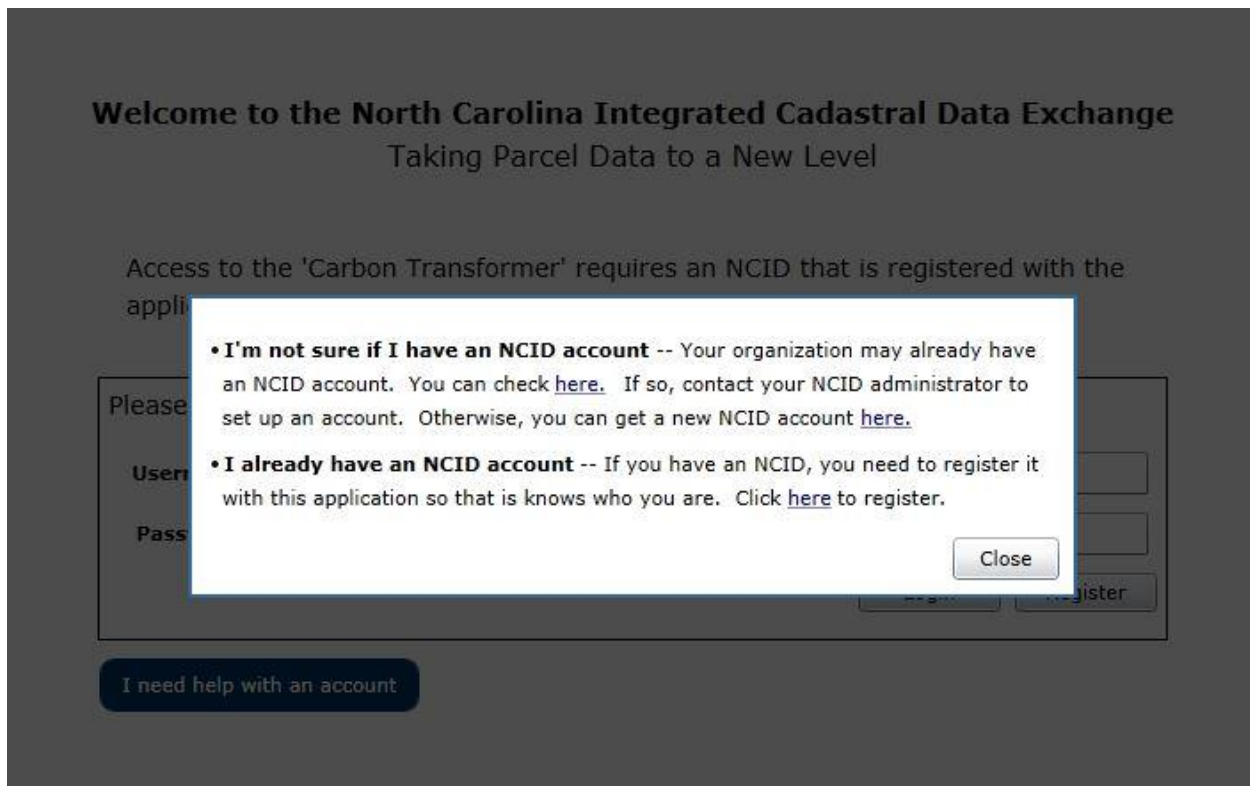 Welcome to the North Carolina Integrated Cadastral Data Exchange
Taking Parcel Data to a New Level
Access to the 'Carbon Transformer' requires an NCID that is registered with the
• I'm not sure if I have an NCID account -- Your organization may already have
an NCID account. You can check here. If so, contact your NCID administrator to
set up an account. Otherwise, you can get a new NCID account here.
• I already have an NCID account -- If you have an NCID, you need to register it
with this application so that is knows who you are. Click here to register.
Close
Please
I need help with an account